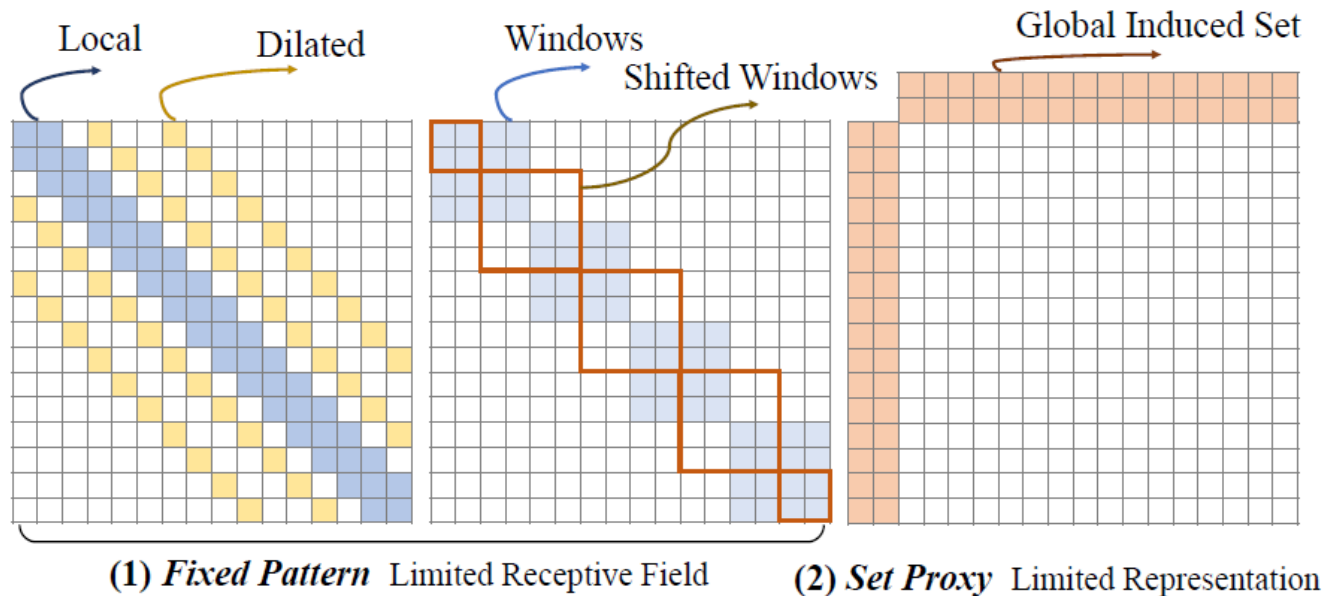 Local
Dilated
Windows
Shifted Windows
Global Induced Set
(1) Fixed Pattern Limited Receptive Field
(2) Set Proxy Limited Representation